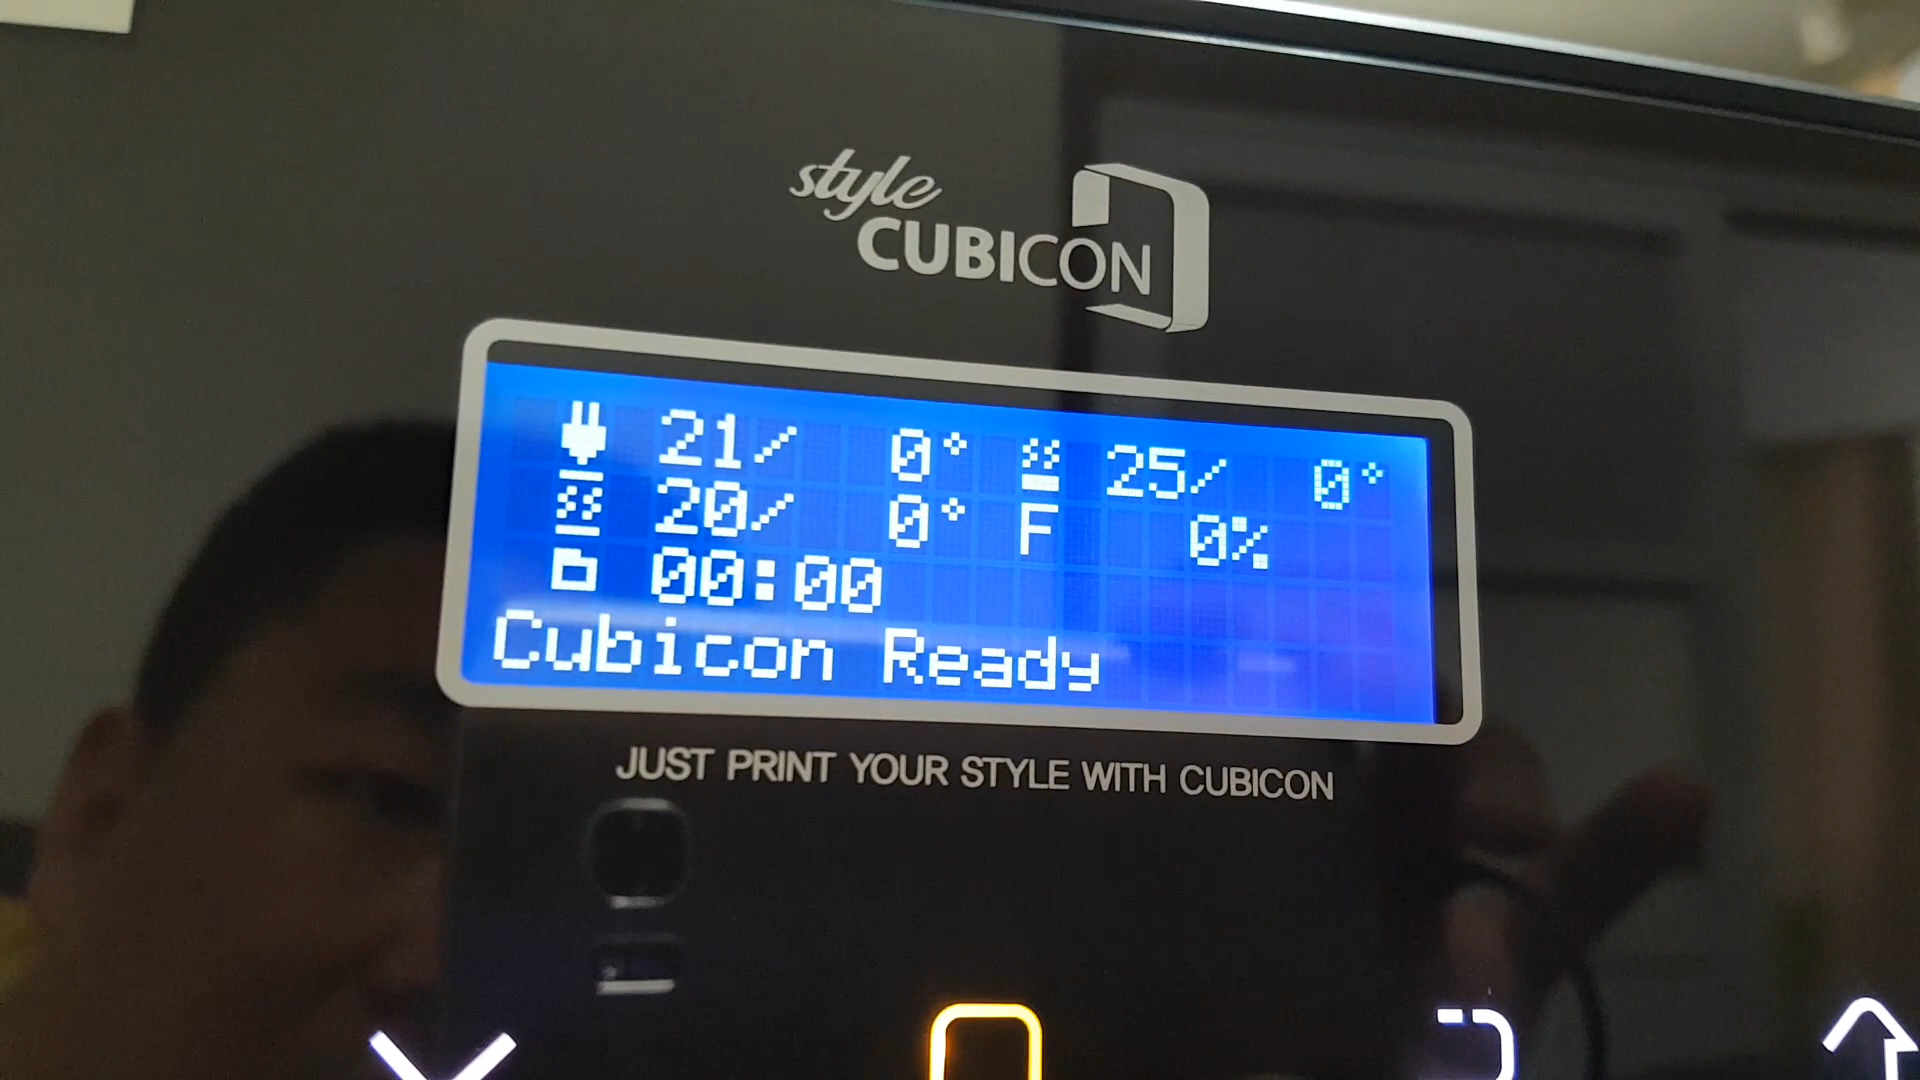 style
CUBICON
21/ 0° 25/ 0°
20/ 0° F 0%
00:00
Cubicon Ready
JUST PRINT YOUR STYLE WITH CUBICON